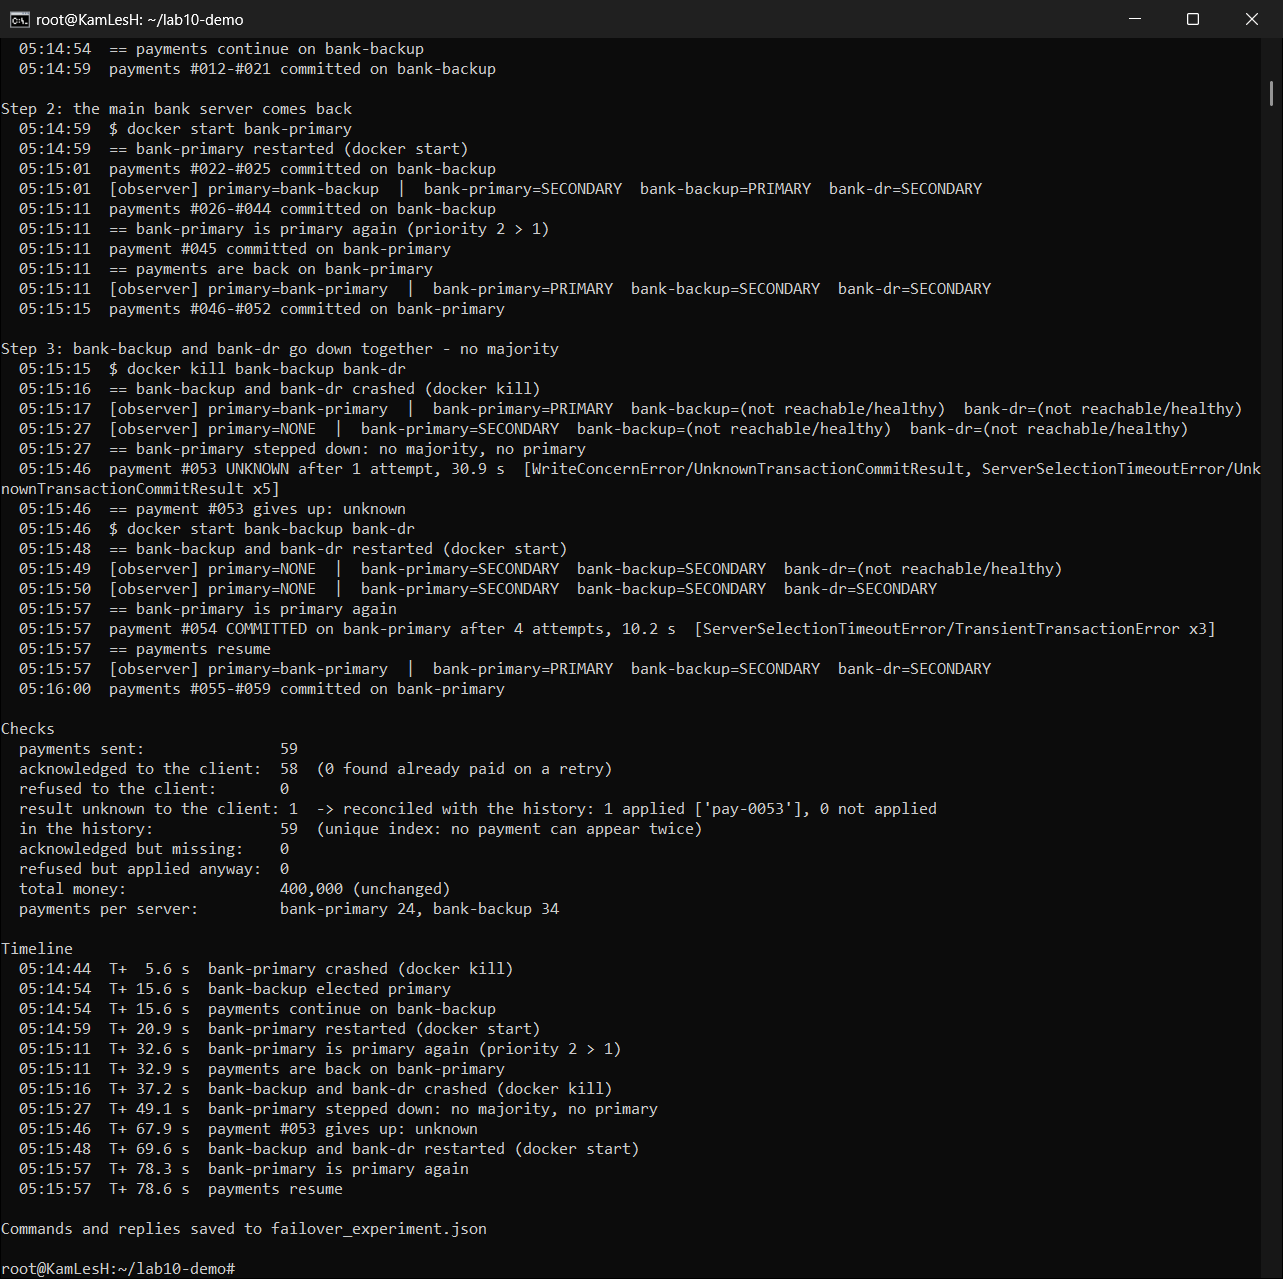 root@KamLesH: ~/lab10-demo
05:14:54  == payments continue on bank-backup
05:14:59  payments #012-#021 committed on bank-backup
Step 2: the main bank server comes back
05:14:59  $ docker start bank-primary
05:14:59  == bank-primary restarted (docker start)
05:15:01  payments #022-#025 committed on bank-backup
05:15:01  [observer] primary=bank-backup  |  bank-primary=SECONDARY  bank-backup=PRIMARY  bank-dr=SECONDARY
05:15:11  payments #026-#044 committed on bank-backup
05:15:11  == bank-primary is primary again (priority 2 > 1)
05:15:11  payment #045 committed on bank-primary
05:15:11  == payments are back on bank-primary
05:15:11  [observer] primary=bank-primary  |  bank-primary=PRIMARY  bank-backup=SECONDARY  bank-dr=SECONDARY
05:15:15  payments #046-#052 committed on bank-primary
Step 3: bank-backup and bank-dr go down together - no majority
05:15:15  $ docker kill bank-backup bank-dr
05:15:16  == bank-backup and bank-dr crashed (docker kill)
05:15:17  [observer] primary=bank-primary  |  bank-primary=PRIMARY  bank-backup=(not reachable/healthy)  bank-dr=(not reachable/healthy)
05:15:27  [observer] primary=NONE  |  bank-primary=SECONDARY  bank-backup=(not reachable/healthy)  bank-dr=(not reachable/healthy)
05:15:27  == bank-primary stepped down: no majority, no primary
05:15:46  payment #053 UNKNOWN after 1 attempt, 30.9 s  [WriteConcernError/UnknownTransactionCommitResult, ServerSelectionTimeoutError/Unk
nownTransactionCommitResult x5]
05:15:46  == payment #053 gives up: unknown
05:15:46  $ docker start bank-backup bank-dr
05:15:48  == bank-backup and bank-dr restarted (docker start)
05:15:49  [observer] primary=NONE  |  bank-primary=SECONDARY  bank-backup=SECONDARY  bank-dr=(not reachable/healthy)
05:15:50  [observer] primary=NONE  |  bank-primary=SECONDARY  bank-backup=SECONDARY  bank-dr=SECONDARY
05:15:57  == bank-primary is primary again
05:15:57  payment #054 COMMITTED on bank-primary after 4 attempts, 10.2 s  [ServerSelectionTimeoutError/TransientTransactionError x3]
05:15:57  == payments resume
05:15:57  [observer] primary=bank-primary  |  bank-primary=PRIMARY  bank-backup=SECONDARY  bank-dr=SECONDARY
05:16:00  payments #055-#059 committed on bank-primary
Checks
payments sent:               59
acknowledged to the client:  58  (0 found already paid on a retry)
refused to the client:       0
result unknown to the client: 1  -> reconciled with the history: 1 applied ['pay-0053'], 0 not applied
in the history:              59  (unique index: no payment can appear twice)
acknowledged but missing:    0
refused but applied anyway:  0
total money:                 400,000 (unchanged)
payments per server:         bank-primary 24, bank-backup 34
Timeline
05:14:44  T+  5.6 s  bank-primary crashed (docker kill)
05:14:54  T+ 15.6 s  bank-backup elected primary
05:14:54  T+ 15.6 s  payments continue on bank-backup
05:14:59  T+ 20.9 s  bank-primary restarted (docker start)
05:15:11  T+ 32.6 s  bank-primary is primary again (priority 2 > 1)
05:15:11  T+ 32.9 s  payments are back on bank-primary
05:15:16  T+ 37.2 s  bank-backup and bank-dr crashed (docker kill)
05:15:27  T+ 49.1 s  bank-primary stepped down: no majority, no primary
05:15:46  T+ 67.9 s  payment #053 gives up: unknown
05:15:48  T+ 69.6 s  bank-backup and bank-dr restarted (docker start)
05:15:57  T+ 78.3 s  bank-primary is primary again
05:15:57  T+ 78.6 s  payments resume
Commands and replies saved to failover_experiment.json
root@KamLesH:~/lab10-demo#